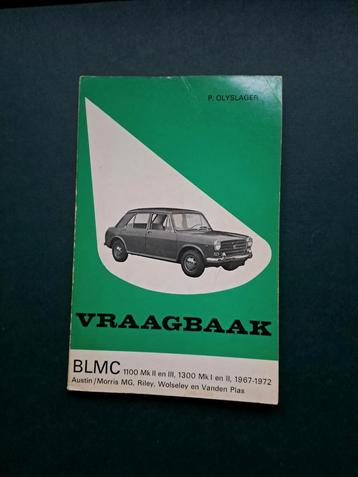 P. OLYSLAGER
VRAAGBAAK
BLMC 1100 Mk II en III, 1300 Mk I en II, 1967-1972
Austin/Morris MG, Riley, Wolseley en Vanden Plas